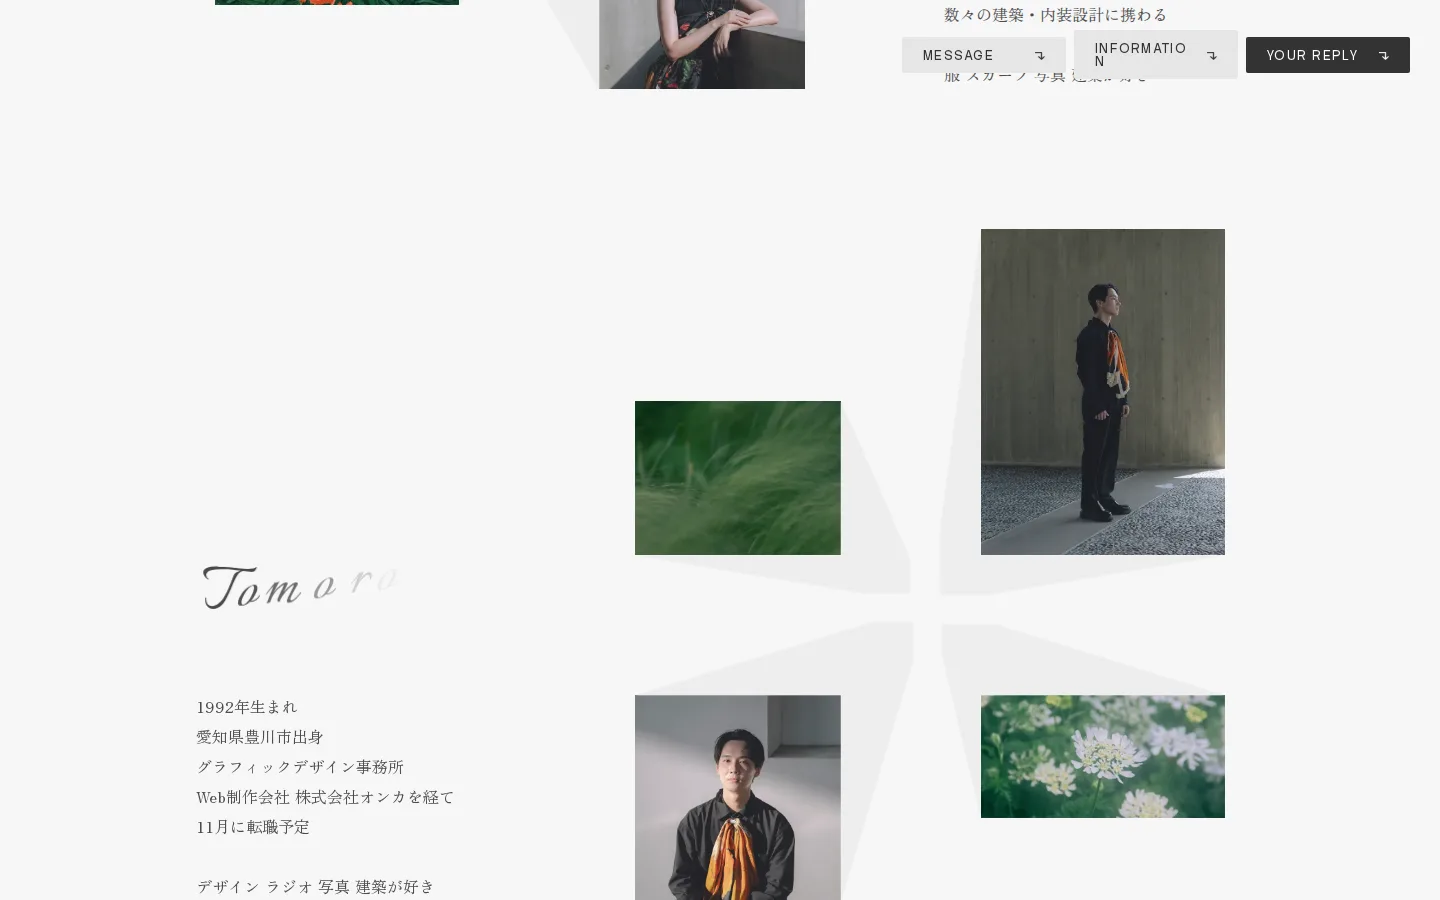 数々の建築・内装設計に携わる
MESSAGE
INFORMATIO
N
YOUR REPLY
Tomora
1992年生まれ
愛知県豊川市出身
グラフィックデザイン事務所
Web制作会社 株式会社オンカを経て
11月に転職予定
デザイン ラジオ 写真 建築が好き